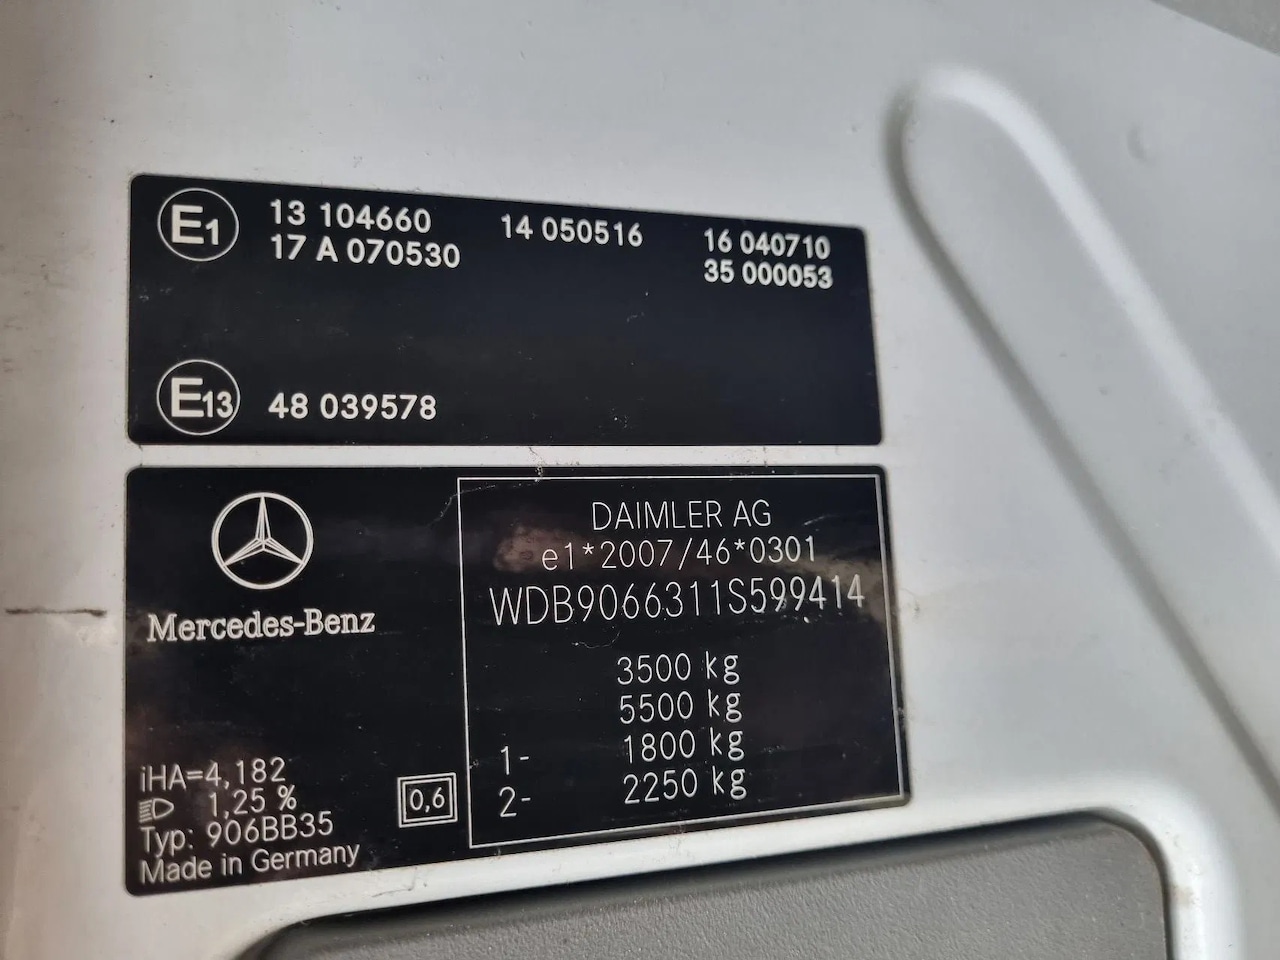 E1 13 104660 14 050516 16 040710
17 A 070530 35 000053
E13 48 039578
Mercedes-Benz
iHA=4,182
1,25 %
Typ: 906BB35
Made in Germany
0,6
DAIMLER AG
e1*2007/46*0301
WDB9066311S599414
3500 kg
5500 kg
1- 1800 kg
2- 2250 kg